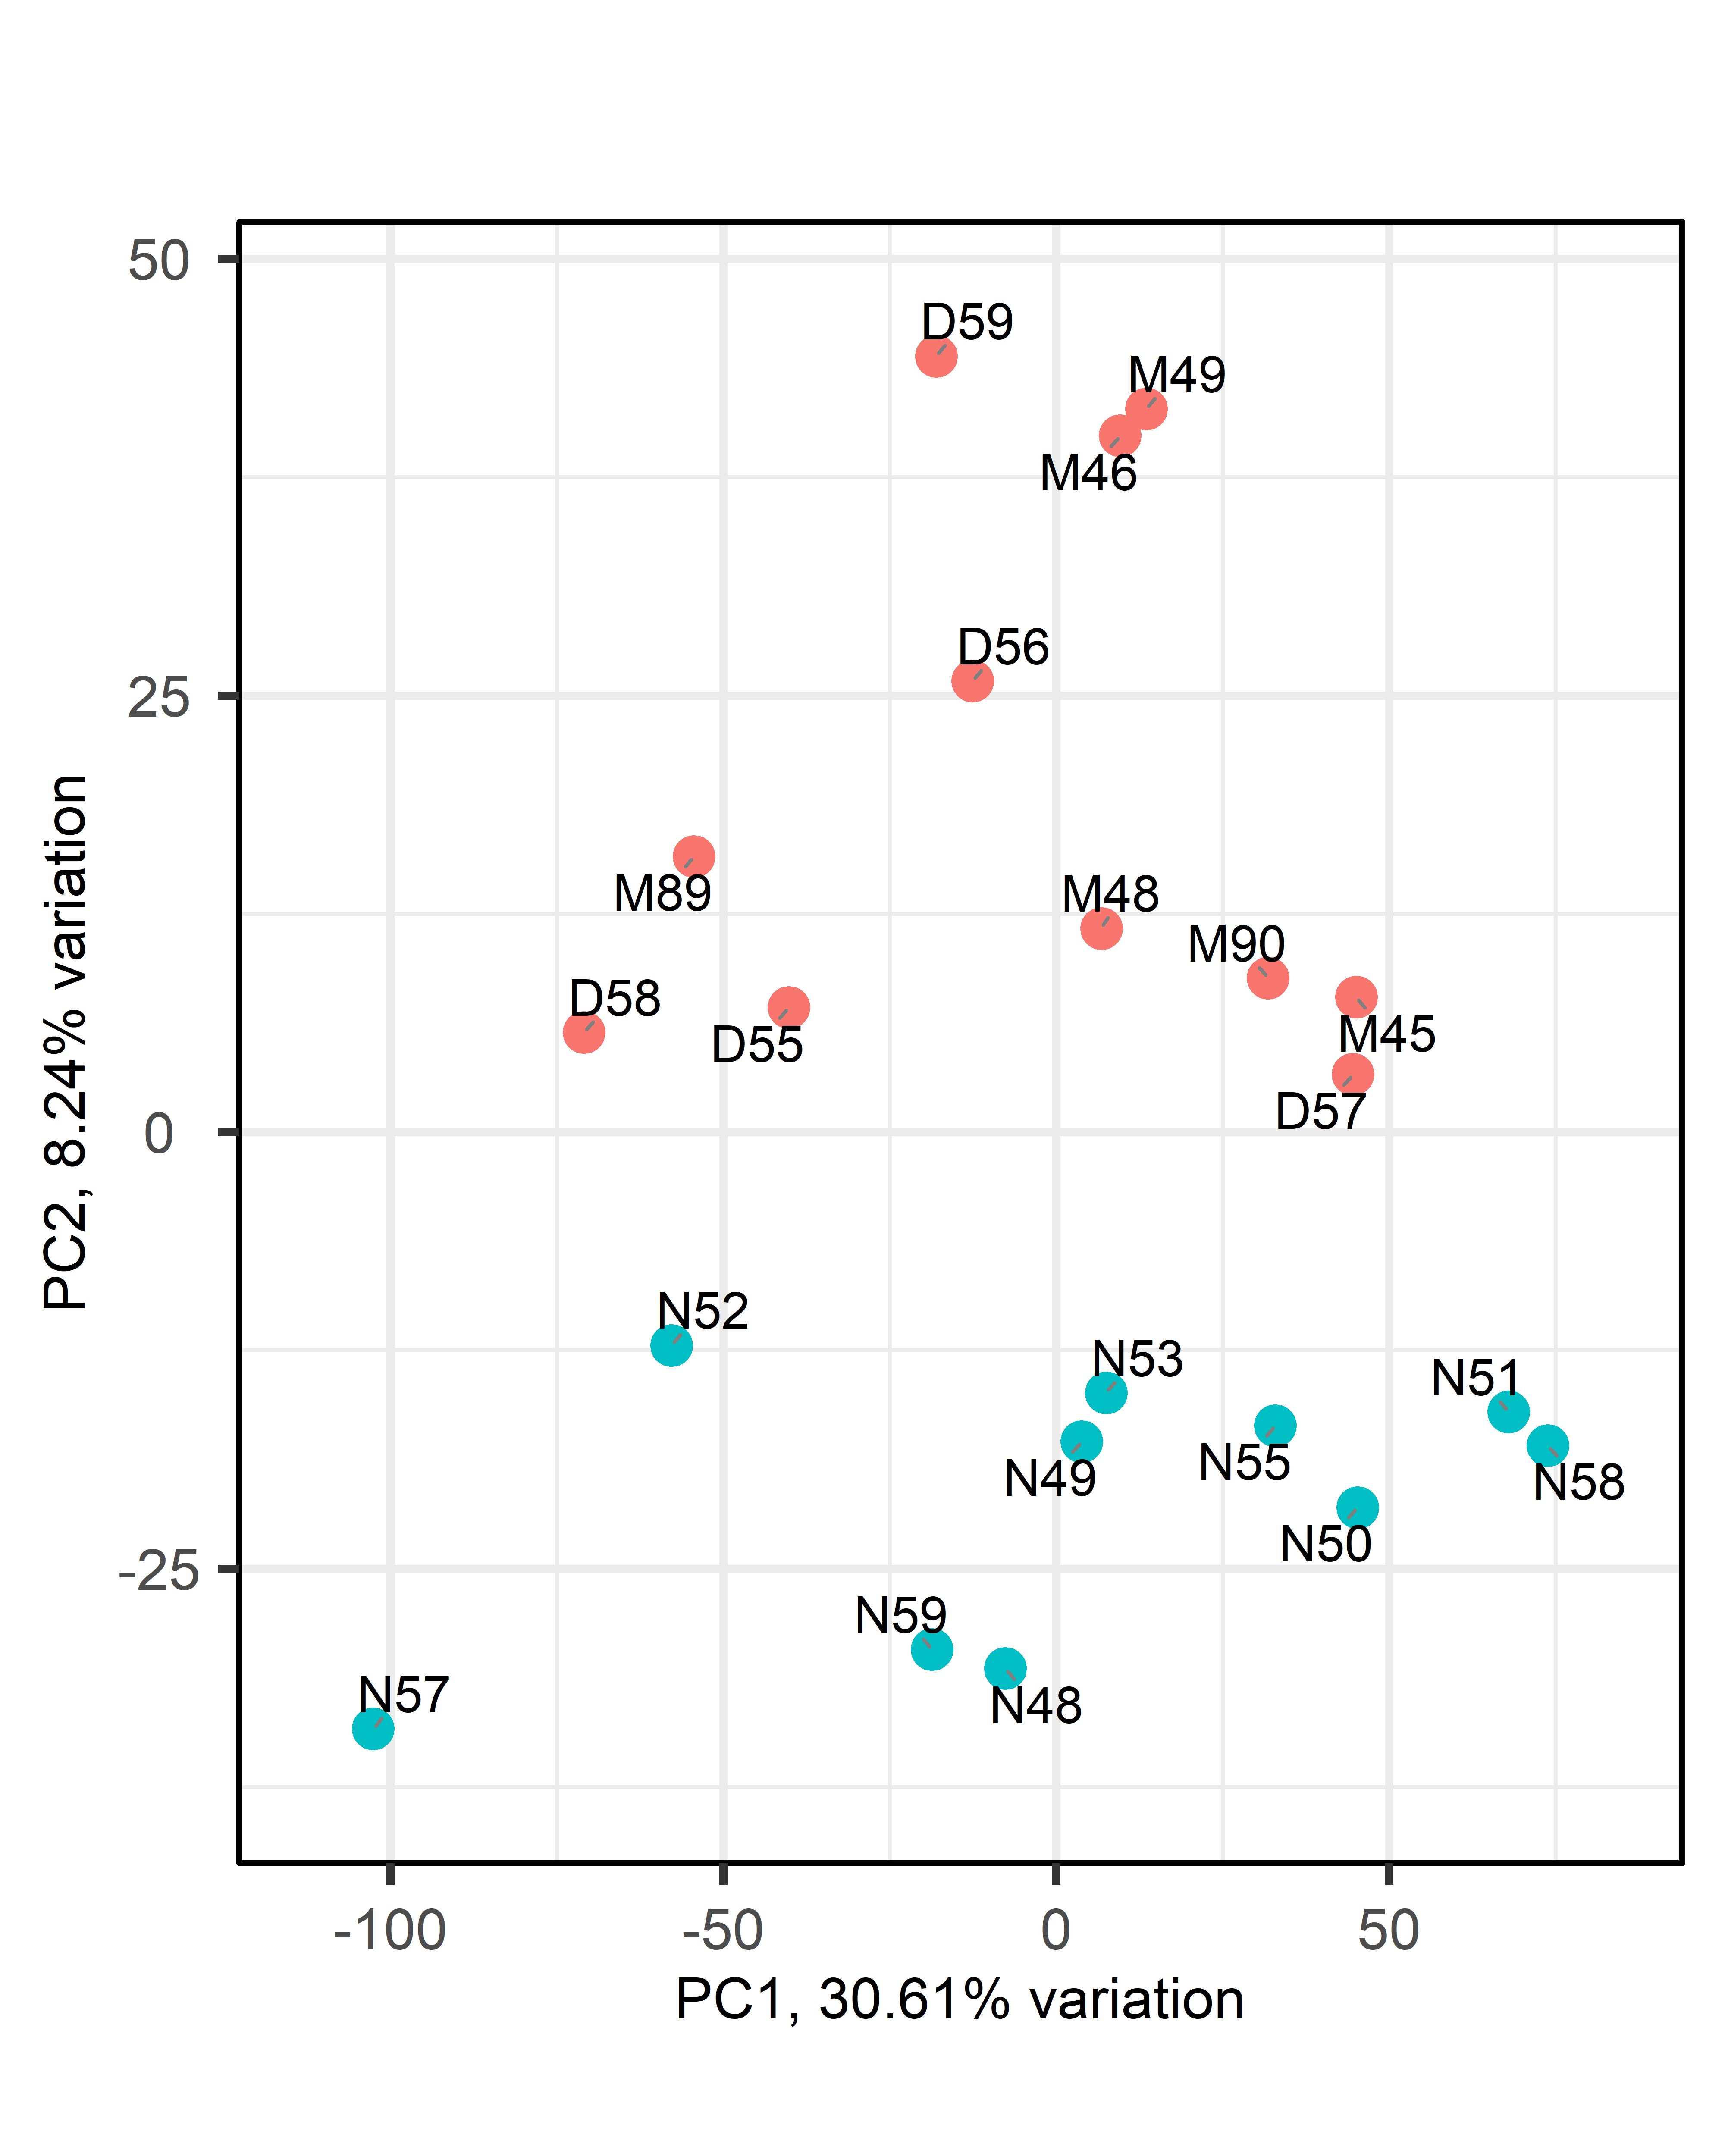 50
D59
M49
M46
D56
25
M89
M48
M90
D58
D55
M45
D57
0
PC2, 8.24% variation
N52
N53
N51
N49
N55
N58
N50
-25
N59
N57
N48
-100
-50
0
50
PC1, 30.61% variation